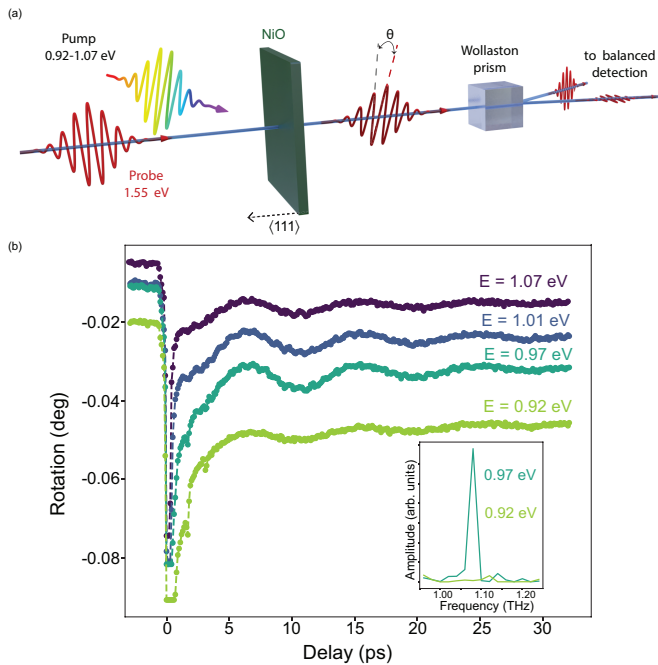 (a)
Pump
0.92-1.07 eV
NiO
θ
Wollaston
prism
to balanced
detection
Probe
1.55 eV
⟨111⟩
(b)
E = 1.07 eV
E = 1.01 eV
E = 0.97 eV
E = 0.92 eV
-0.02
-0.04
-0.06
-0.08
Rotation (deg)
0
5
10
15
20
25
30
Delay (ps)
Amplitude (arb. units)
0.97 eV
0.92 eV
1.00
1.10
1.20
Frequency (THz)